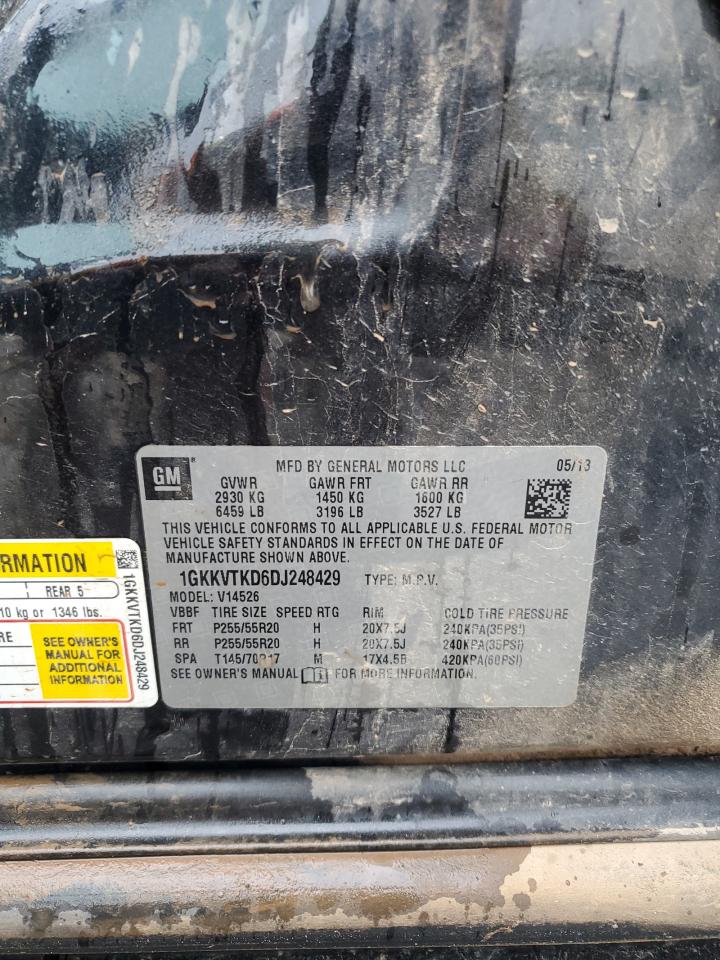 GM
MFD BY GENERAL MOTORS LLC 05/13
GVWR GAWR FRT GAWR RR
2930 KG 1450 KG 1600 KG
6459 LB 3196 LB 3527 LB
THIS VEHICLE CONFORMS TO ALL APPLICABLE U.S. FEDERAL MOTOR
VEHICLE SAFETY STANDARDS IN EFFECT ON THE DATE OF
MANUFACTURE SHOWN ABOVE.
1GKKVTKD6DJ248429 TYPE: M.P.V.
MODEL: V14526
VBBF TIRE SIZE SPEED RTG RIM COLD TIRE PRESSURE
FRT P255/55R20 H 20X7.5J 240KPA(35PSI)
RR P255/55R20 H 20X7.5J 240KPA(35PSI)
SPA T145/70R17 M 17X4.5B 420KPA(60PSI)
SEE OWNER'S MANUAL FOR MORE INFORMATION.
ORMATION
REAR 5
10 kg or 1346 lbs.
RE
SEE OWNER'S
MANUAL FOR
ADDITIONAL
INFORMATION
1GKKVTKD6DJ248429